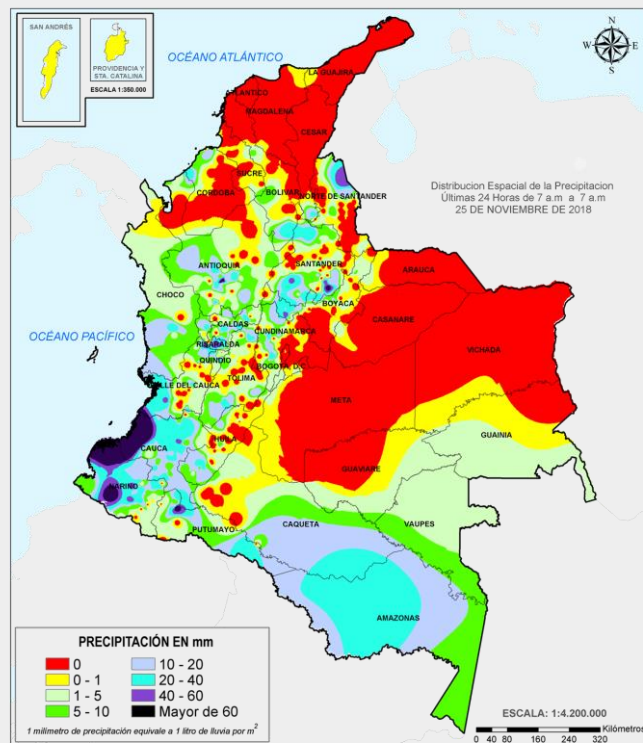 SAN ANDRÉS
PROVIDENCIA Y
STA. CATALINA
ESCALA 1:350.000
OCÉANO ATLÁNTICO
N
W E
S
LA GUAJIRA
ATLANTICO
MAGDALENA
CESAR
Distribucion Espacial de la Precipitacion
Últimas 24 Horas de 7 a.m a 7 a.m
25 DE NOVIEMBRE DE 2018
SUCRE
CORDOBA
BOLIVAR
NORTE DE SANTANDER
ANTIOQUIA
SANTANDER
ARAUCA
CHOCO
BOYACA
CASANARE
OCÉANO PACÍFICO
CALDAS
CUNDINAMARCA
RISARALDA
VICHADA
QUINDIO
BOGOTA, D.C.
TOLIMA
VALLE DEL CAUCA
META
HUILA
GUAINIA
CAUCA
GUAVIARE
NARIÑO
PUTUMAYO
CAQUETA
VAUPES
AMAZONAS
PRECIPITACIÓN EN mm
0 10 - 20
0 - 1 20 - 40
1 - 5 40 - 60
5 - 10 Mayor de 60
1 milímetro de precipitación equivale a 1 litro de lluvia por m²
ESCALA: 1:4.200.000
Kilómetros
0 40 80 160 240 320